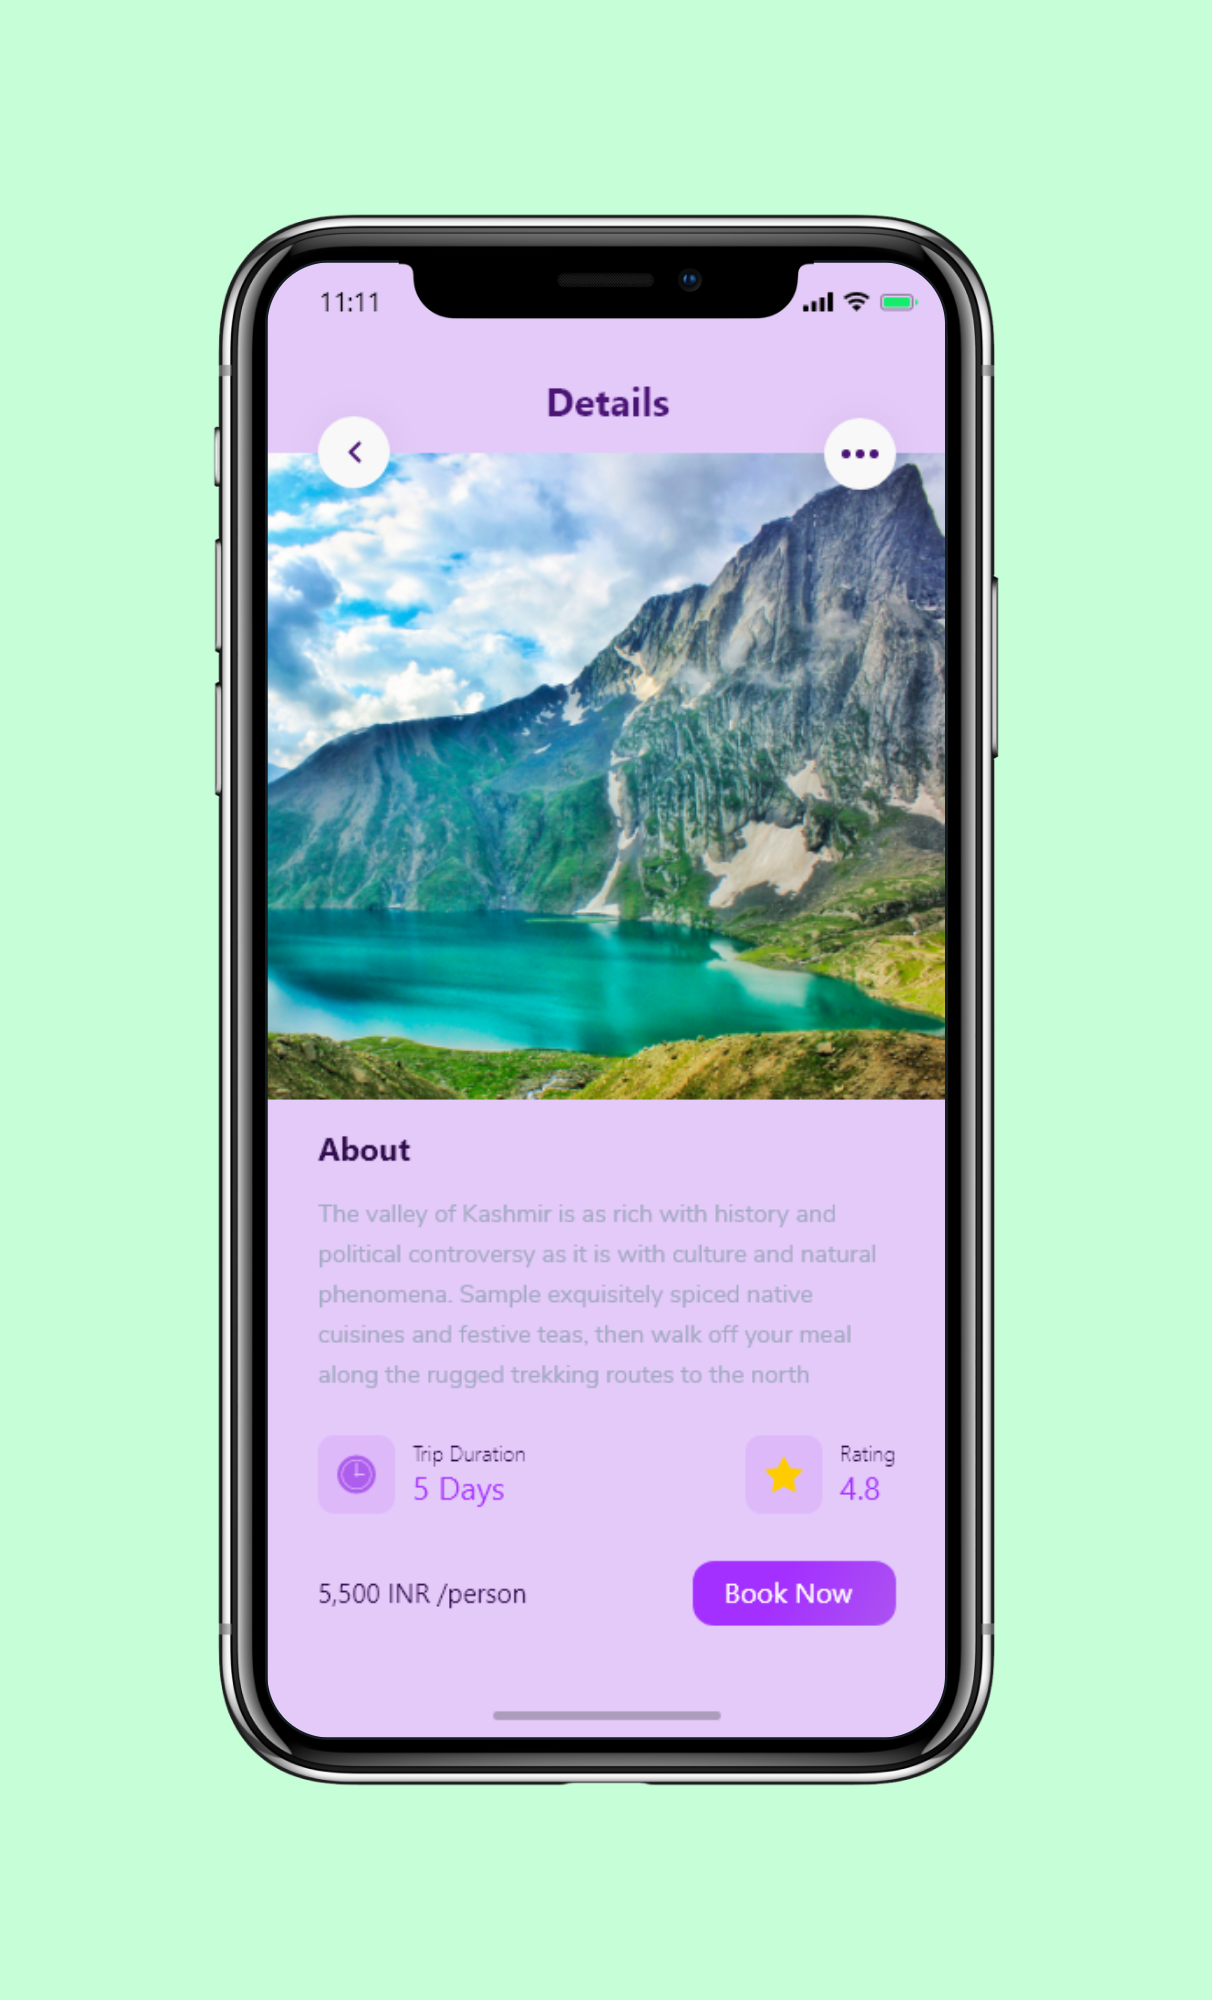 11:11
Details
About
The valley of Kashmir is as rich with history and
political controversy as it is with culture and natural
phenomena. Sample exquisitely spiced native
cuisines and festive teas, then walk off your meal
along the rugged trekking routes to the north
Trip Duration
5 Days
Rating
4.8
5,500 INR /person
Book Now